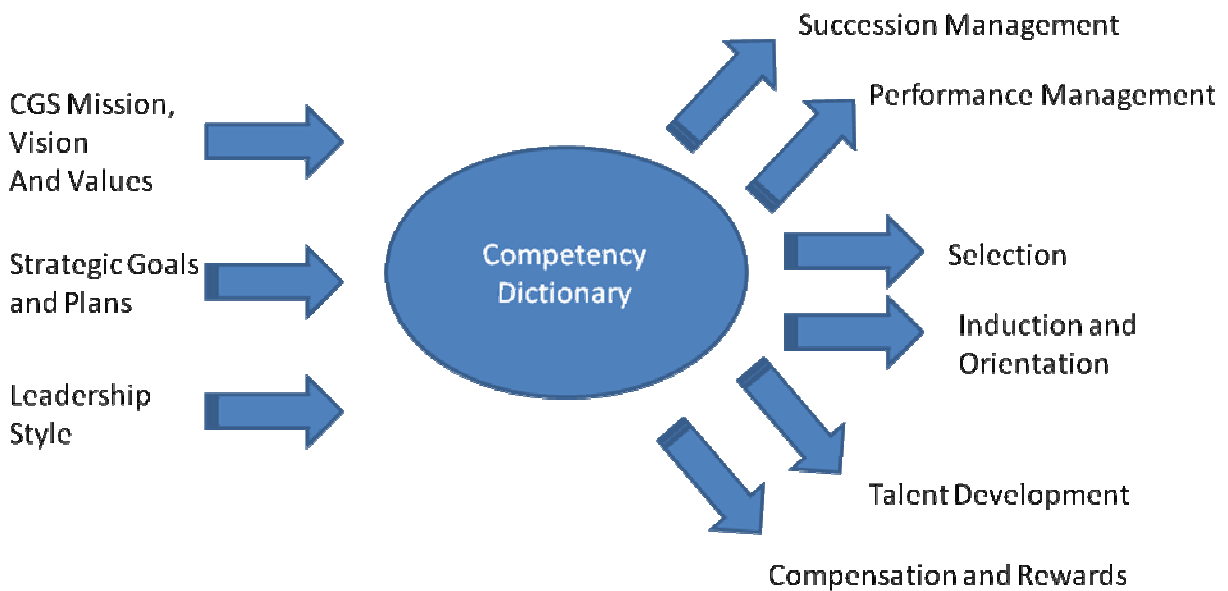 CGS Mission,
Vision
And Values
Strategic Goals
and Plans
Leadership
Style
Competency
Dictionary
Succession Management
Performance Management
Selection
Induction and
Orientation
Talent Development
Compensation and Rewards